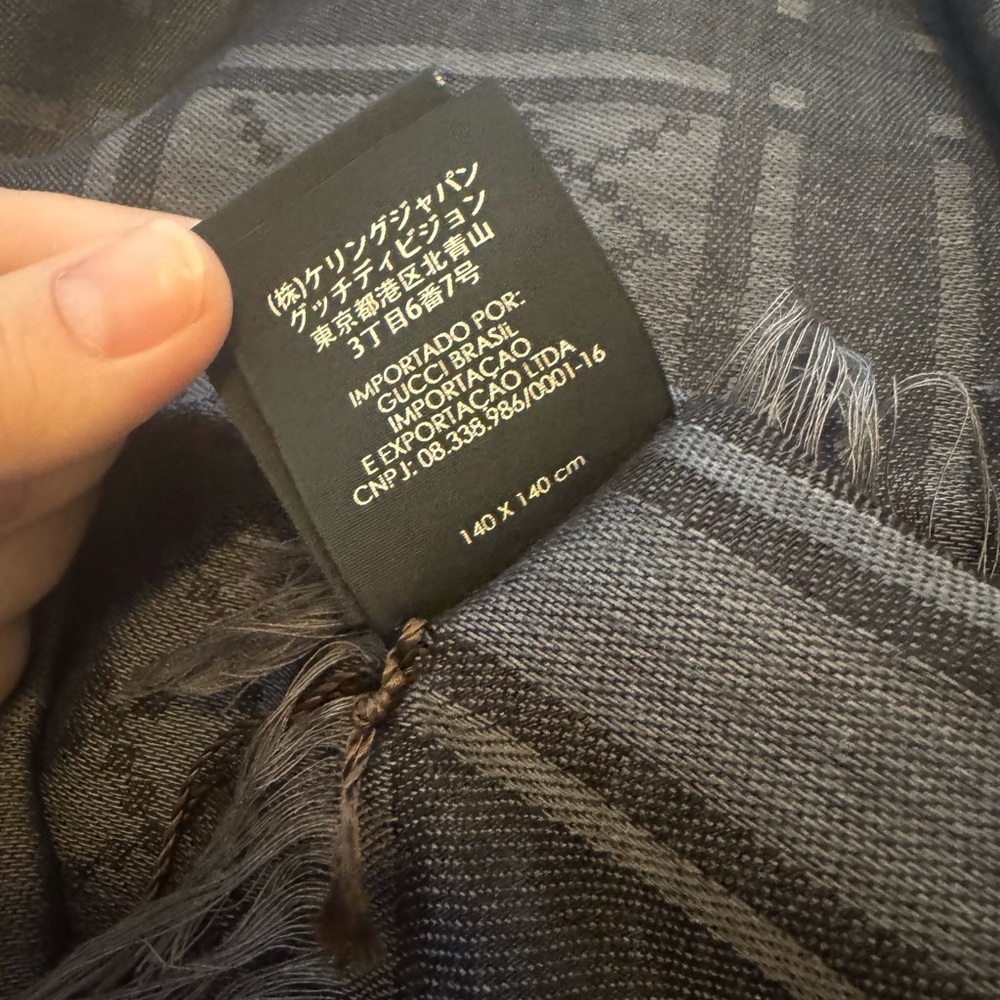 (株)ケリングジャパン
グッチディビジョン
東京都港区北青山
3丁目6番7号
IMPORTADO POR:
GUCCI BRASIL
IMPORTAÇAO
E EXPORTAÇAO LTDA
CNPJ: 08.338.986/0001-16
140 X 140 cm